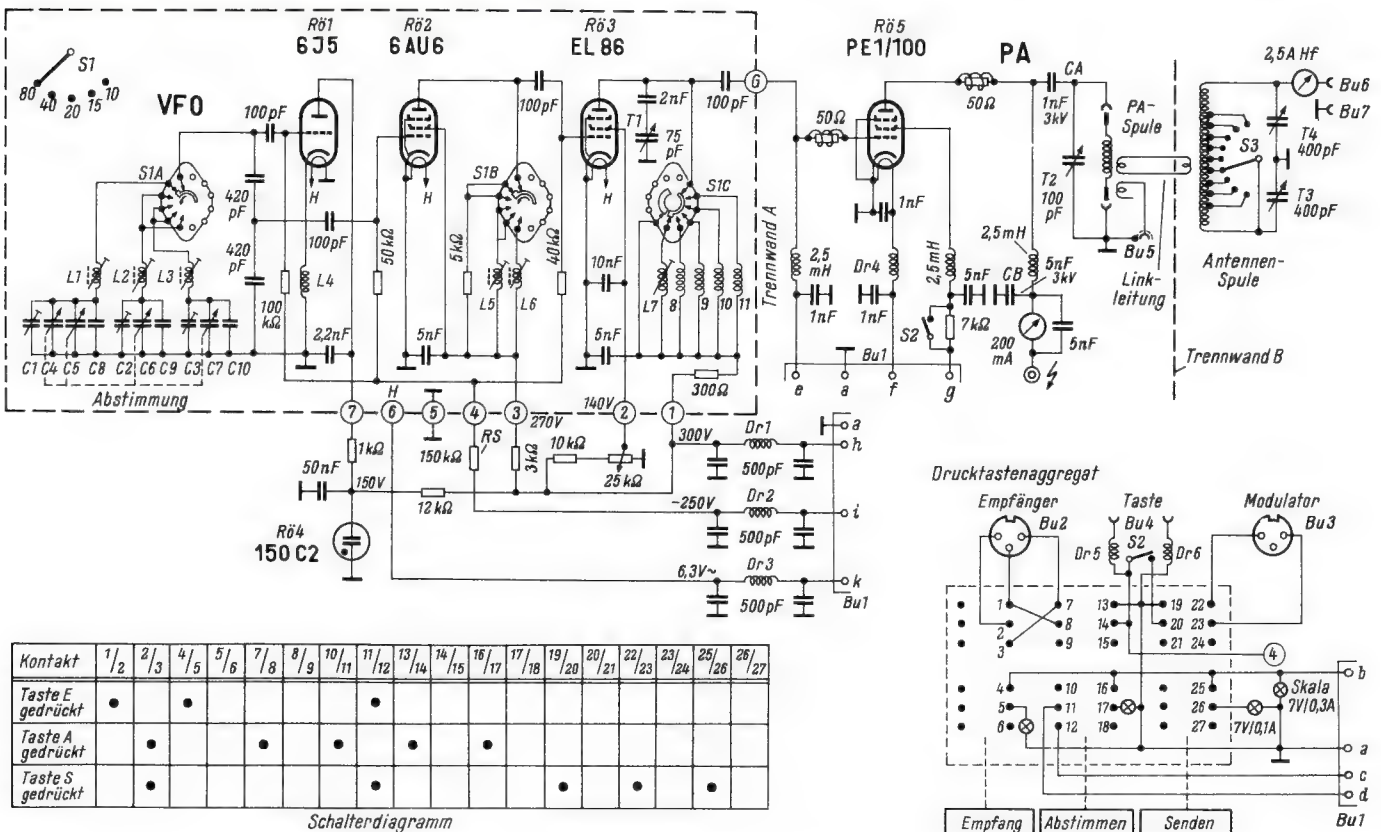 Rö1
6J5
Rö2
6AU6
Rö3
EL 86
Rö5
PE1/100
PA
S1
80
40
20
15
10
VFO
100pF
100pF
2nF
T1
75
pF
100pF
G
50Ω
50Ω
CA
1nF
3kV
PA-
Spule
2,5A Hf
Bu6
Bu7
T4
400pF
T3
400pF
S3
S1A
S1B
S1C
H
H
H
420
pF
420
pF
100pF
50kΩ
5kΩ
40kΩ
10nF
Trennwand A
1nF
T2
100
pF
Bu5
Link-
leitung
Antennen-
Spule
Trennwand B
L1
L2
L3
L4
L5
L6
L7
8
9
10
11
100
kΩ
2,2nF
5nF
5nF
2,5
mH
1nF
Dr4
1nF
2,5mH
5nF
CB
2,5mH
5nF
3kV
S2
7kΩ
200
mA
5nF
C1
C4
C5
C8
C2
C6
C9
C3
C7
C10
Abstimmung
300Ω
Bu1
e
a
f
g
7
H
6
5
4
3
270V
140V
2
1
1kΩ
RS
150kΩ
3kΩ
10kΩ
25kΩ
300V
Dr1
a
h
500pF
50nF
150V
12kΩ
-250V
Dr2
i
500pF
Rö4
150 C2
6,3V~
Dr3
k
500pF
Bu1
Drucktastenaggregat
Empfänger
Bu2
Taste
Bu4
Dr5
S2
Dr6
Modulator
Bu3
1
7
13
19
22
2
8
14
20
23
3
9
15
21
24
4
4
10
16
25
5
11
17
26
6
12
18
27
Skala
7V/0,3A
7V/0,1A
b
a
c
d
Bu1
Empfang
Abstimmen
Senden
Kontakt 1/2 2/3 4/5 5/6 7/8 8/9 10/11 11/12 13/14 14/15 16/17 17/18 19/20 20/21 22/23 23/24 25/26 26/27
Taste E
gedrückt
Taste A
gedrückt
Taste S
gedrückt
Schalterdiagramm